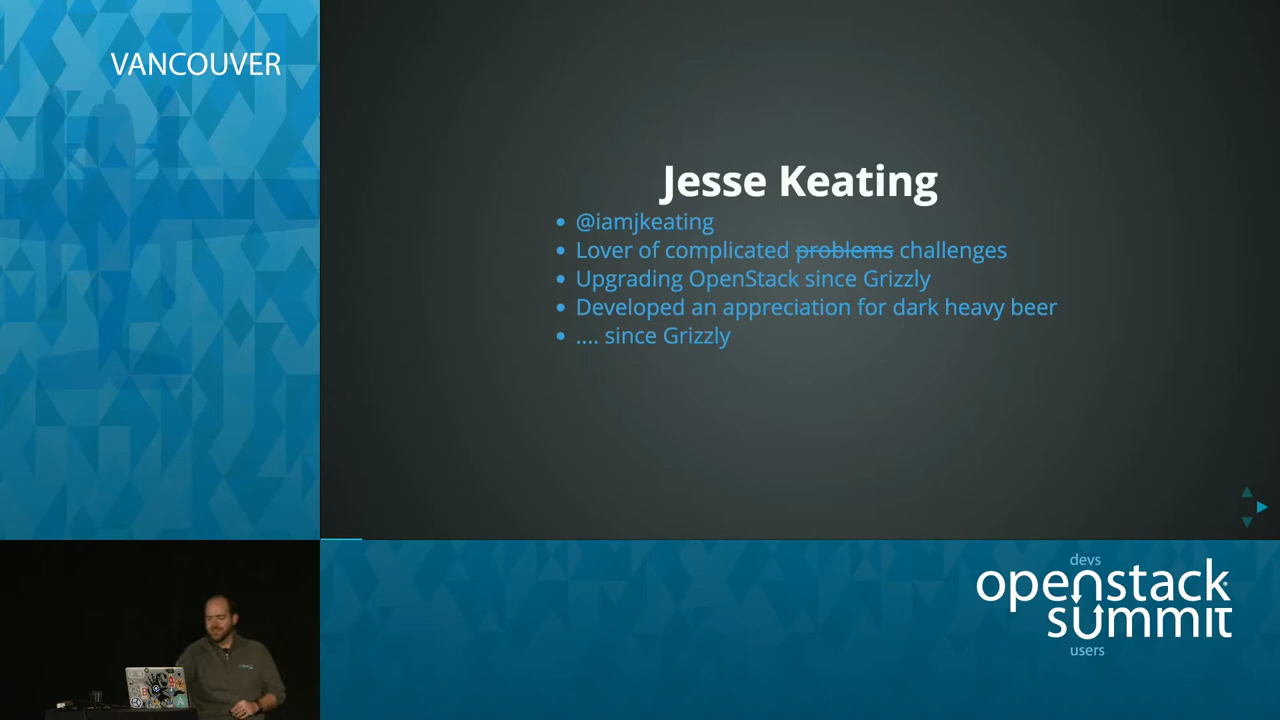 VANCOUVER
Jesse Keating
@iamjkeating
Lover of complicated problems challenges
Upgrading OpenStack since Grizzly
Developed an appreciation for dark heavy beer
.... since Grizzly
devs
openstack
summit
users